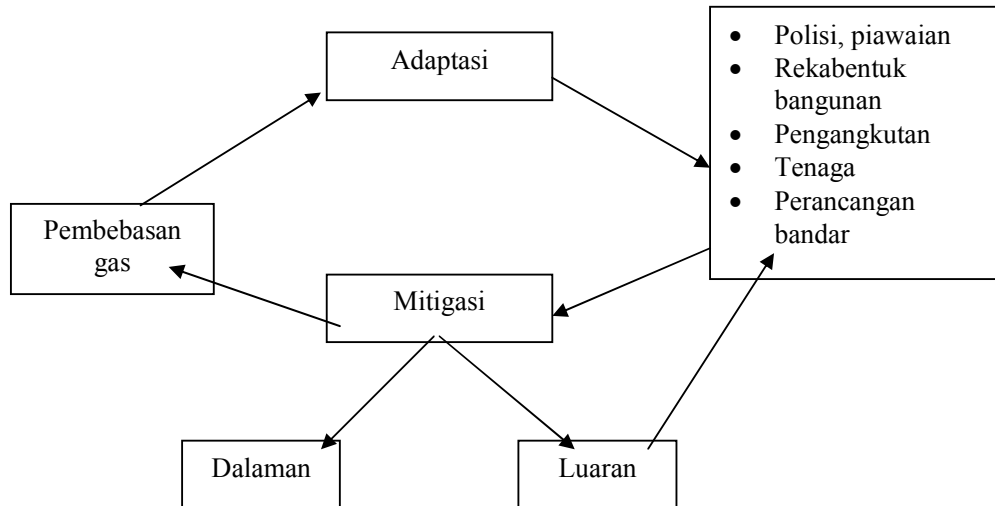 Adaptasi
• Polisi, piawaian
• Rekabentuk
bangunan
• Pengangkutan
• Tenaga
• Perancangan
bandar
Pembebasan
gas
Mitigasi
Dalaman
Luaran